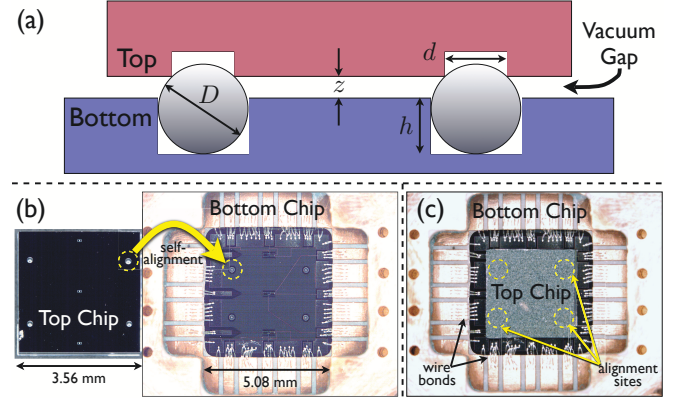 (a)
Top
d
Vacuum
Gap
z
D
Bottom
h
(b)
Bottom Chip
self-
alignment
Top Chip
3.56 mm
5.08 mm
(c)
Bottom Chip
Top Chip
wire
bonds
alignment
sites